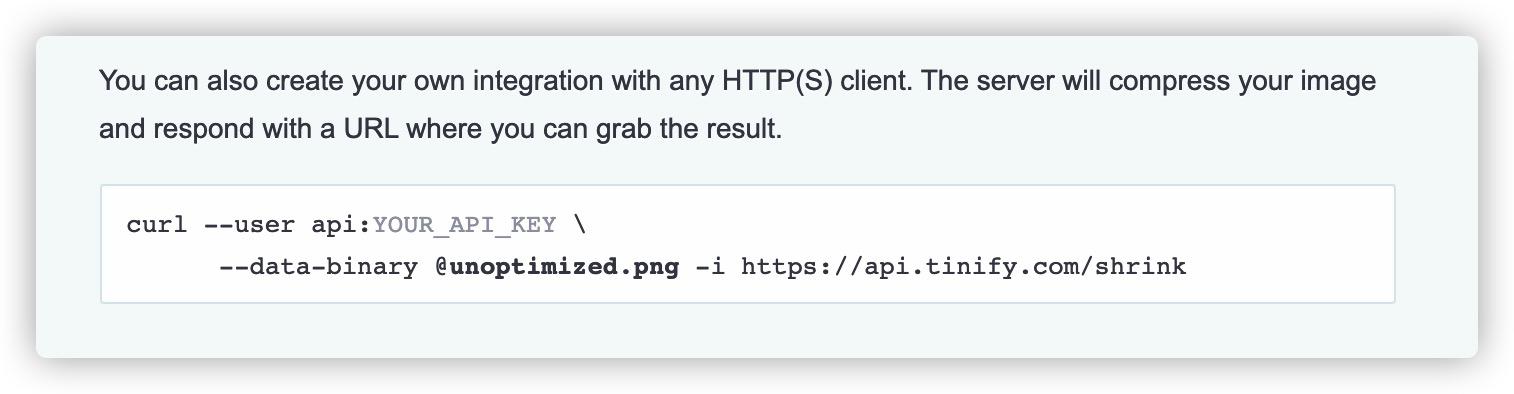 You can also create your own integration with any HTTP(S) client. The server will compress your image
and respond with a URL where you can grab the result.
curl --user api:YOUR_API_KEY \
--data-binary @unoptimized.png -i https://api.tinify.com/shrink